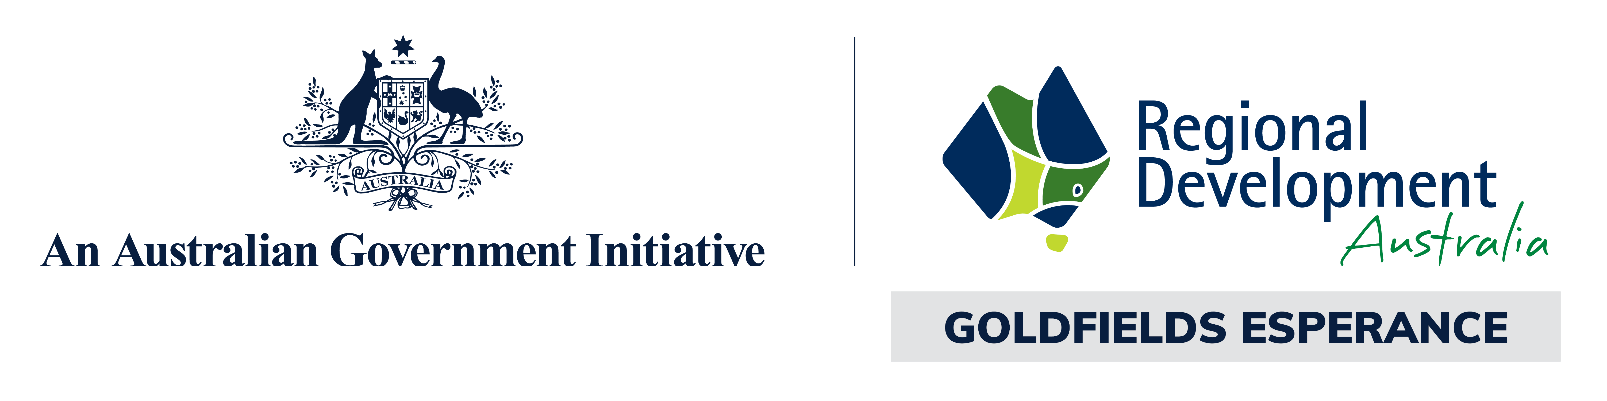 AUSTRALIA
An Australian Government Initiative
Regional
Development
Australia
GOLDFIELDS ESPERANCE